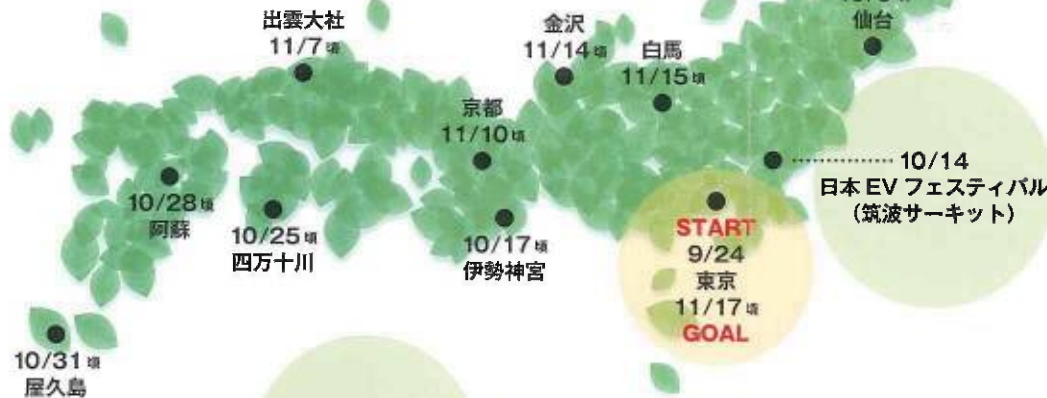 出雲大社
11/7頃
金沢
11/14頃
白馬
11/15頃
仙台
京都
11/10頃
10/14
日本EVフェスティバル
（筑波サーキット）
10/28頃
阿蘇
10/25頃
四万十川
10/17頃
伊勢神宮
START
9/24
東京
11/17頃
GOAL
10/31頃
屋久島